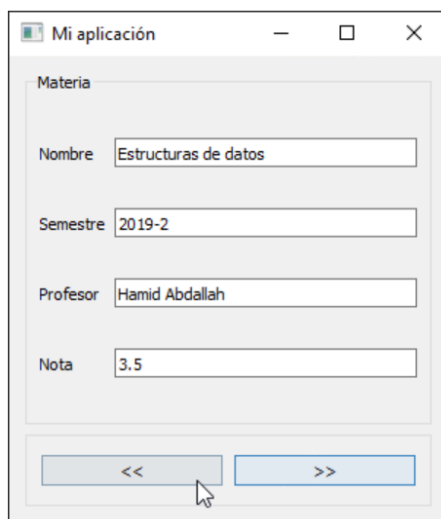 Mi aplicación
Materia
Nombre Estructuras de datos
Semestre 2019-2
Profesor Hamid Abdallah
Nota 3.5
<< >>